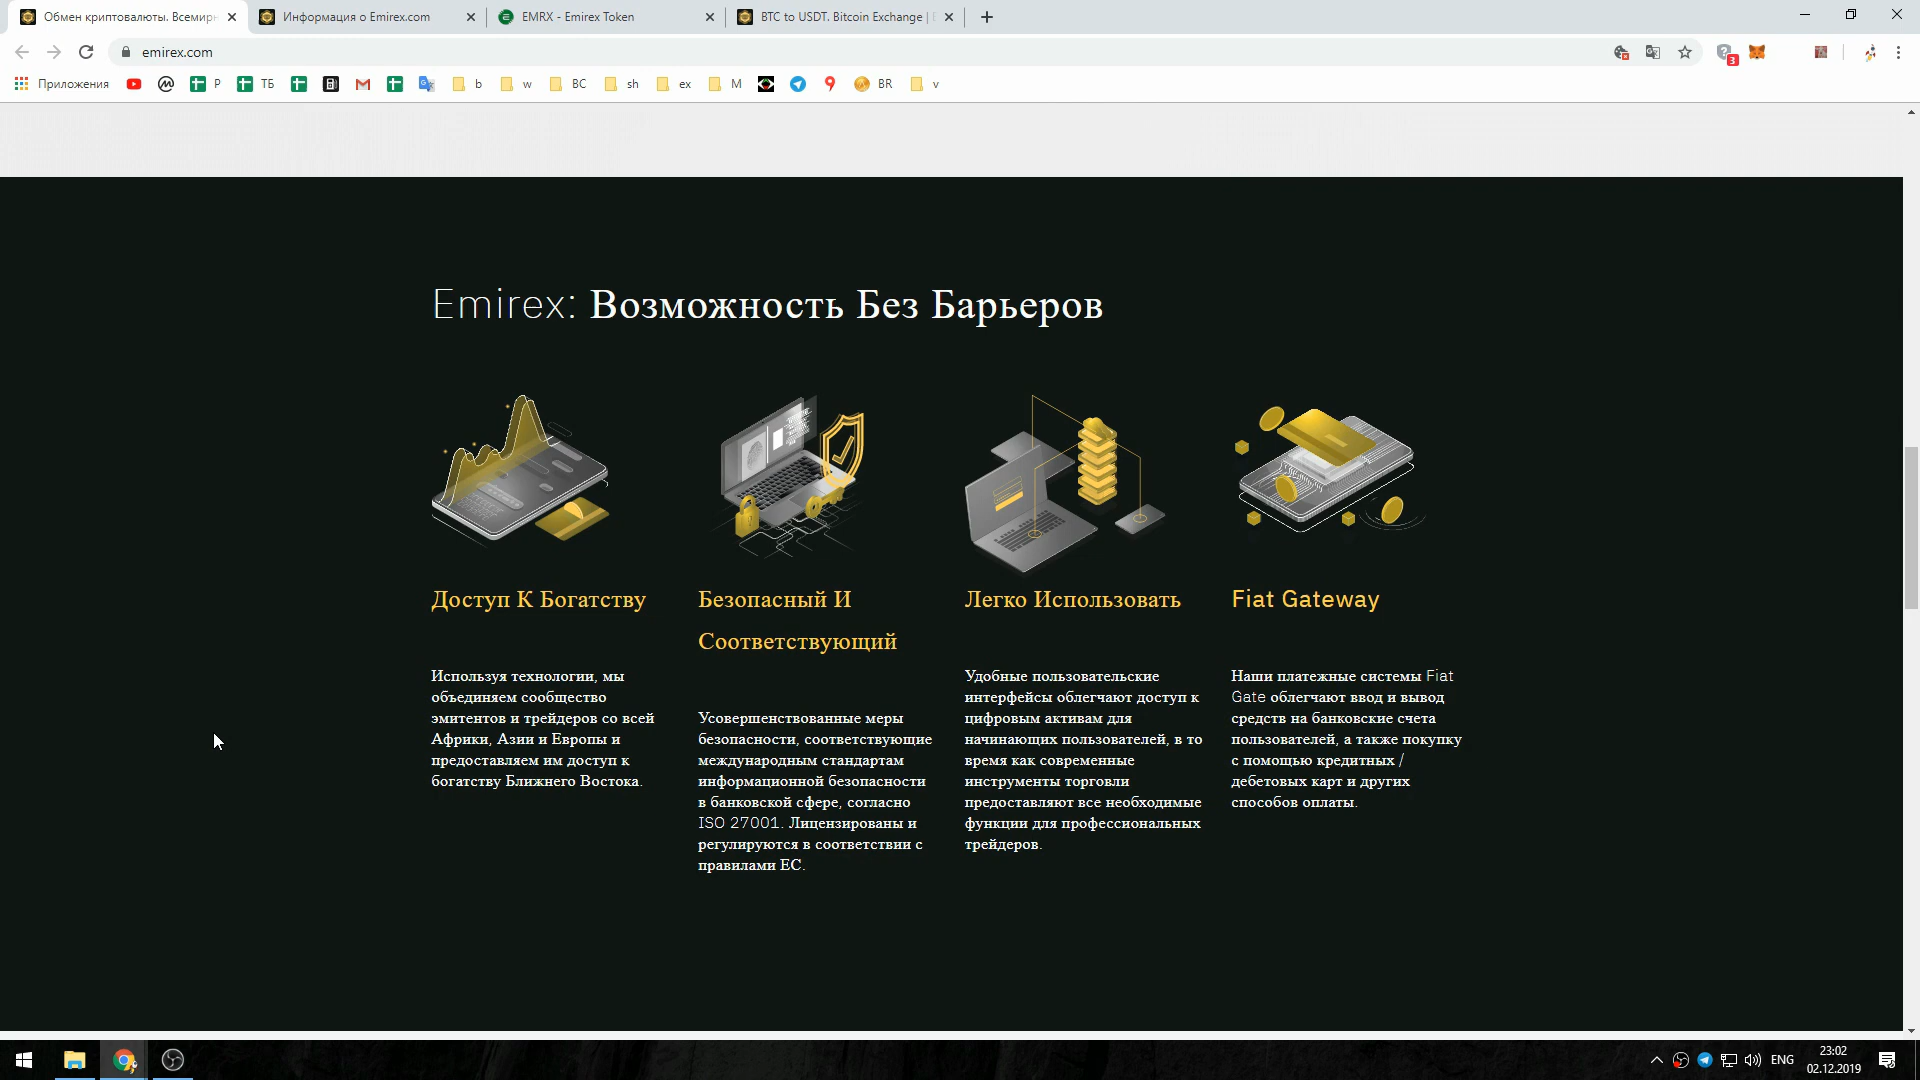 Обмен криптовалюты. Всемирн
Информация о Emirex.com
EMRX - Emirex Token
BTC to USDT. Bitcoin Exchange |
emirex.com
3
Приложения
P
ТБ
b
w
BC
sh
ex
M
BR
v
Emirex: Возможность Без Барьеров
Доступ К Богатству
Используя технологии, мы
объединяем сообщество
эмитентов и трейдеров со всей
Африки, Азии и Европы и
предоставляем им доступ к
богатству Ближнего Востока.
Безопасный И
Соответствующий
Усовершенствованные меры
безопасности, соответствующие
международным стандартам
информационной безопасности
в банковской сфере, согласно
ISO 27001. Лицензированы и
регулируются в соответствии с
правилами ЕС.
Легко Использовать
Удобные пользовательские
интерфейсы облегчают доступ к
цифровым активам для
начинающих пользователей, в то
время как современные
инструменты торговли
предоставляют все необходимые
функции для профессиональных
трейдеров.
Fiat Gateway
Наши платежные системы Fiat
Gate облегчают ввод и вывод
средств на банковские счета
пользователей, а также покупку
с помощью кредитных /
дебетовых карт и других
способов оплаты.
ENG
23:02
02.12.2019